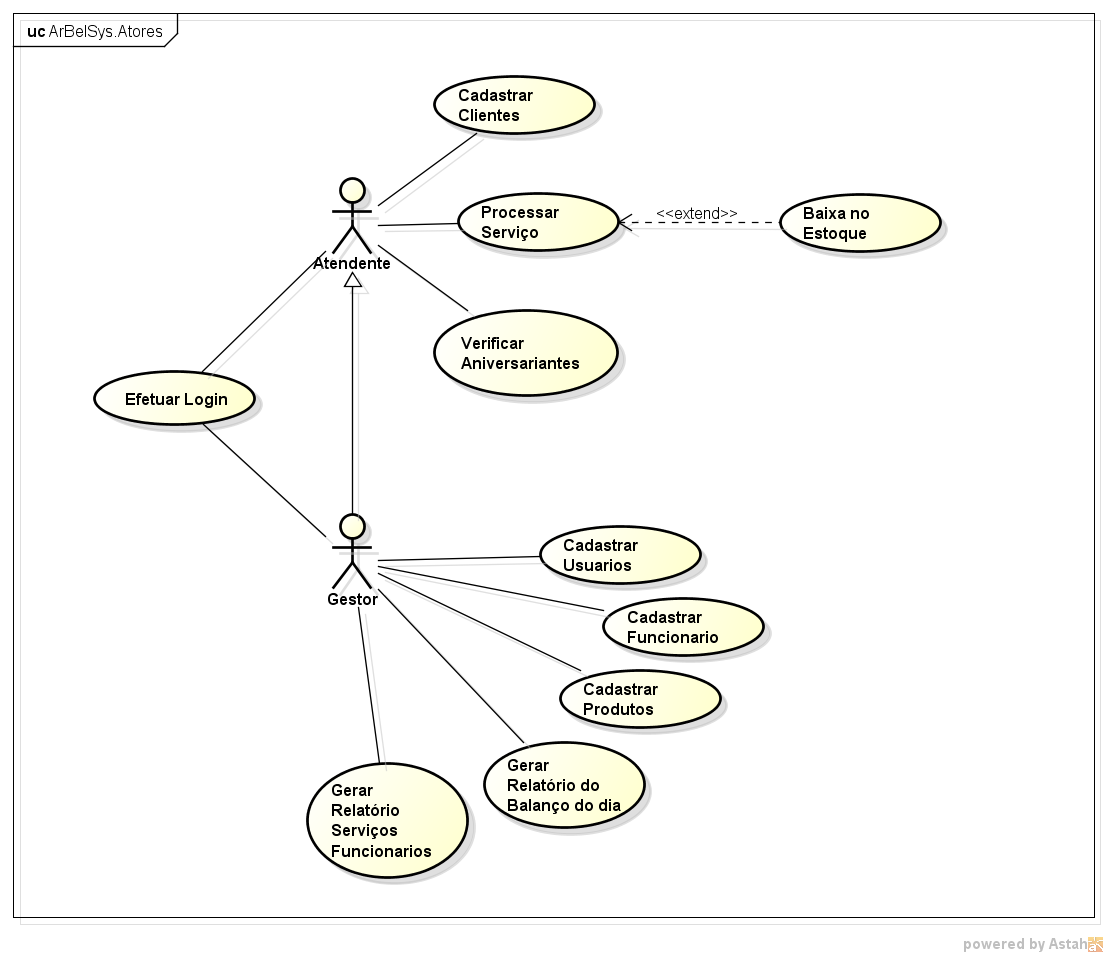 uc ArBelSys.Atores
Cadastrar
Clientes
Processar
Serviço
<<extend>>
Baixa no
Estoque
Atendente
Verificar
Aniversariantes
Efetuar Login
Cadastrar
Usuarios
Gestor
Cadastrar
Funcionario
Cadastrar
Produtos
Gerar
Relatório do
Balanço do dia
Gerar
Relatório
Serviços
Funcionarios
powered by Astah